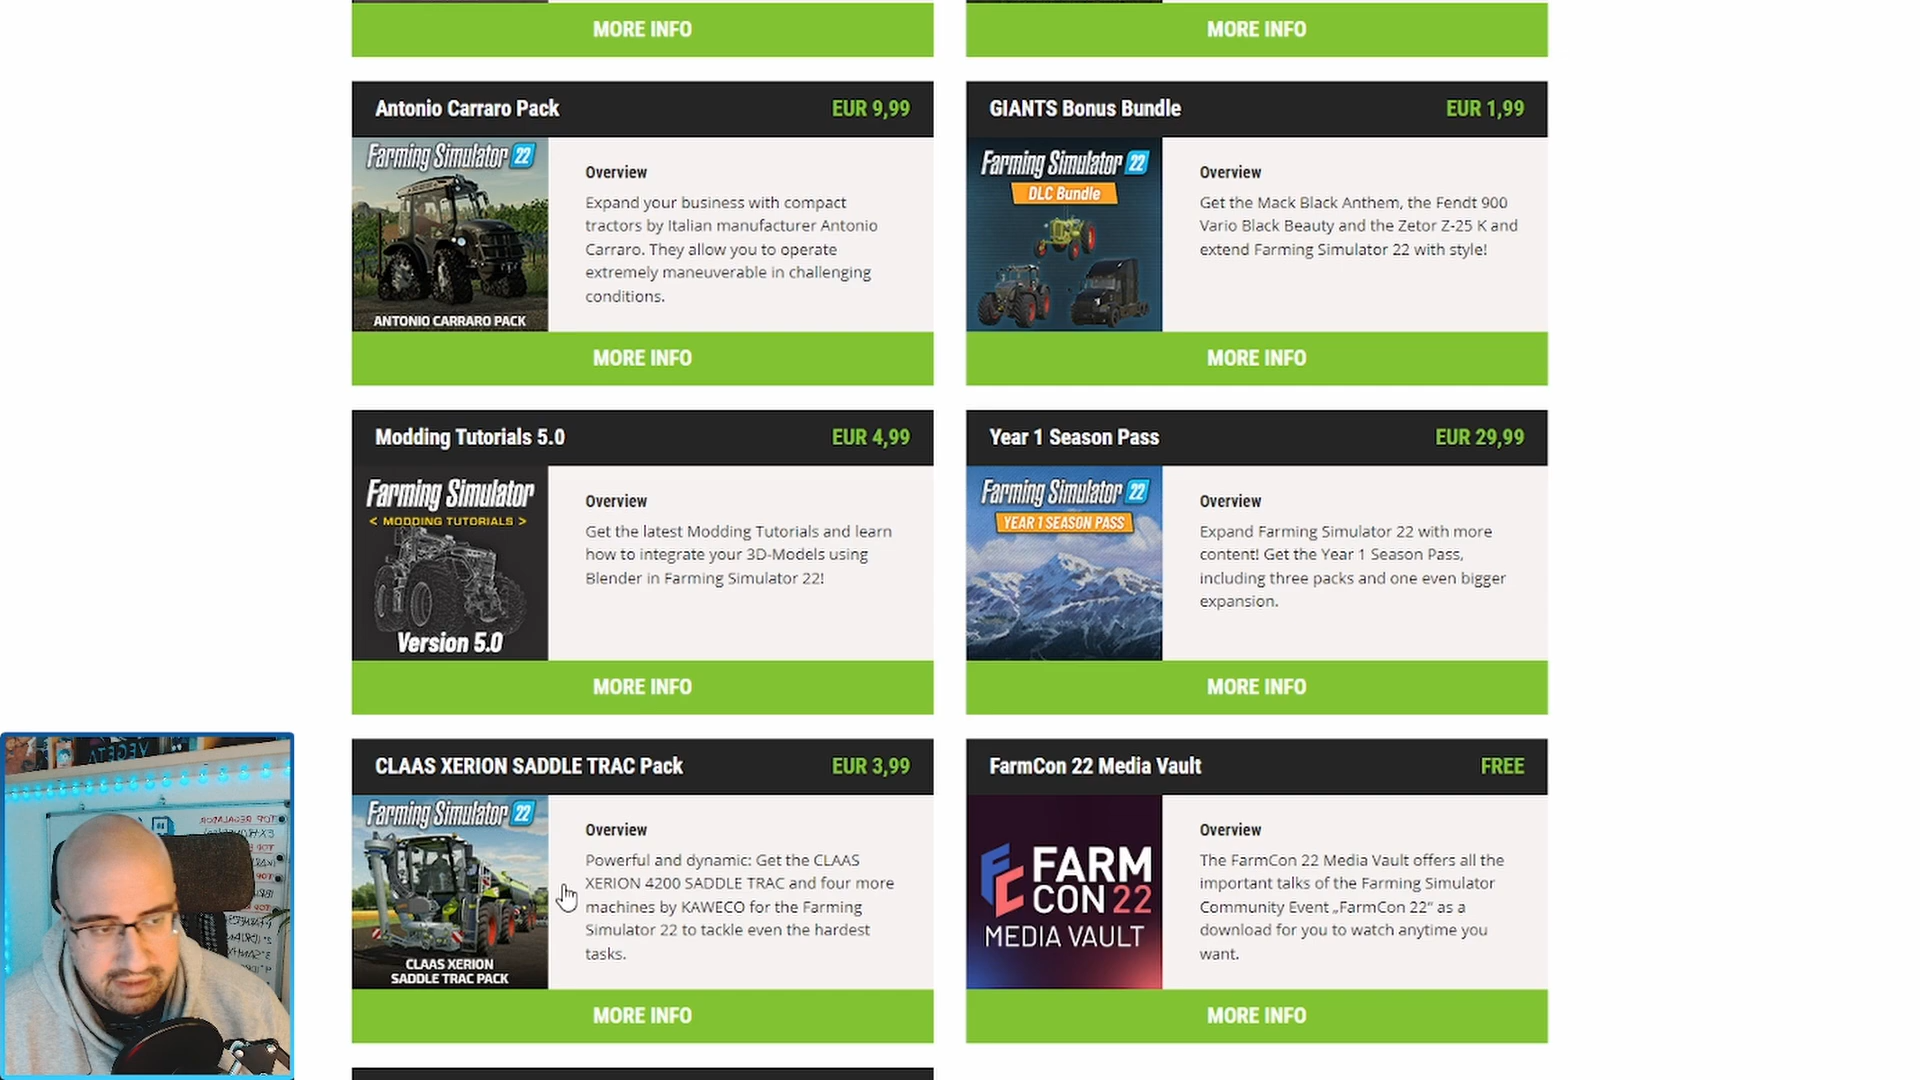 MORE INFO
MORE INFO
Antonio Carraro Pack
EUR 9,99
Farming Simulator 22
ANTONIO CARRARO PACK
Overview
Expand your business with compact
tractors by Italian manufacturer Antonio
Carraro. They allow you to operate
extremely maneuverable in challenging
conditions.
MORE INFO
GIANTS Bonus Bundle
EUR 1,99
Farming Simulator 22
DLC Bundle
Overview
Get the Mack Black Anthem, the Fendt 900
Vario Black Beauty and the Zetor Z-25 K and
extend Farming Simulator 22 with style!
MORE INFO
Modding Tutorials 5.0
EUR 4,99
Farming Simulator
< MODDING TUTORIALS >
Version 5.0
Overview
Get the latest Modding Tutorials and learn
how to integrate your 3D-Models using
Blender in Farming Simulator 22!
MORE INFO
Year 1 Season Pass
EUR 29,99
Farming Simulator 22
YEAR 1 SEASON PASS
Overview
Expand Farming Simulator 22 with more
content! Get the Year 1 Season Pass,
including three packs and one even bigger
expansion.
MORE INFO
CLAAS XERION SADDLE TRAC Pack
EUR 3,99
Farming Simulator 22
CLAAS XERION
SADDLE TRAC PACK
Overview
Powerful and dynamic: Get the CLAAS
XERION 4200 SADDLE TRAC and four more
machines by KAWECO for the Farming
Simulator 22 to tackle even the hardest
tasks.
MORE INFO
FarmCon 22 Media Vault
FREE
FC FARM
CON 22
MEDIA VAULT
Overview
The FarmCon 22 Media Vault offers all the
important talks of the Farming Simulator
Community Event „FarmCon 22“ as a
download for you to watch anytime you
want.
MORE INFO
VEGETA